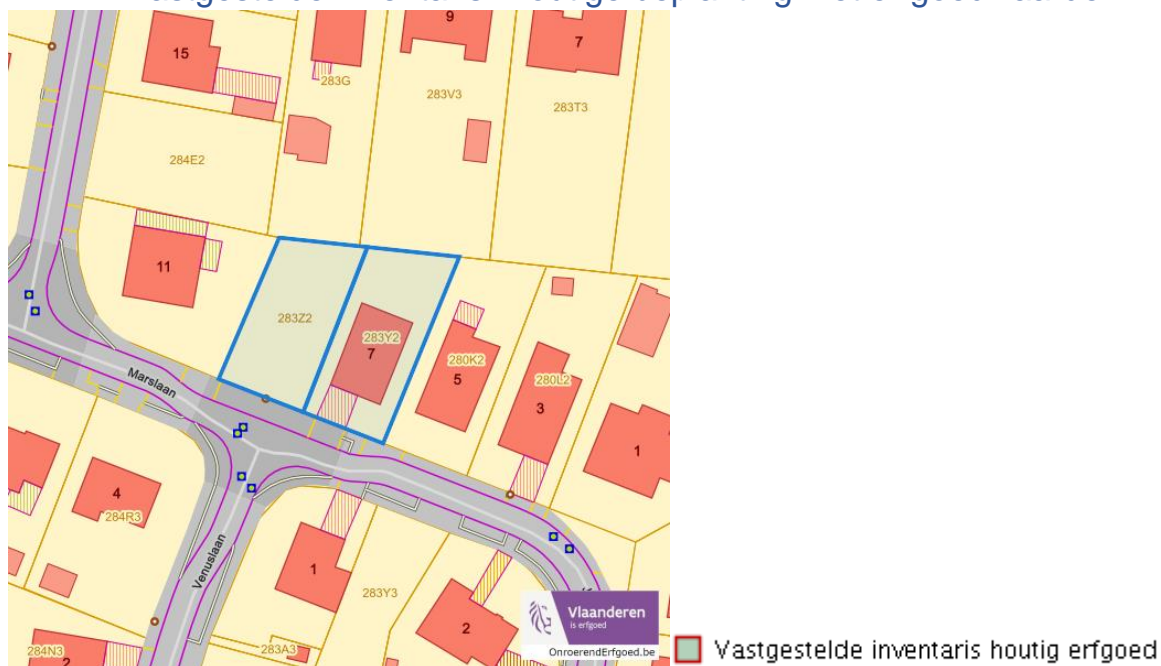 15
9
7
283G
283V3
283T3
284E2
11
283Z2
283Y2
7
280K2
5
280L2
3
1
Marslaan
4
284R3
Venuslaan
1
283Y3
2
283A3
284N3
2
Vlaanderen
is erfgoed
OnroerendErfgoed.be
Vastgestelde inventaris houtig erfgoed